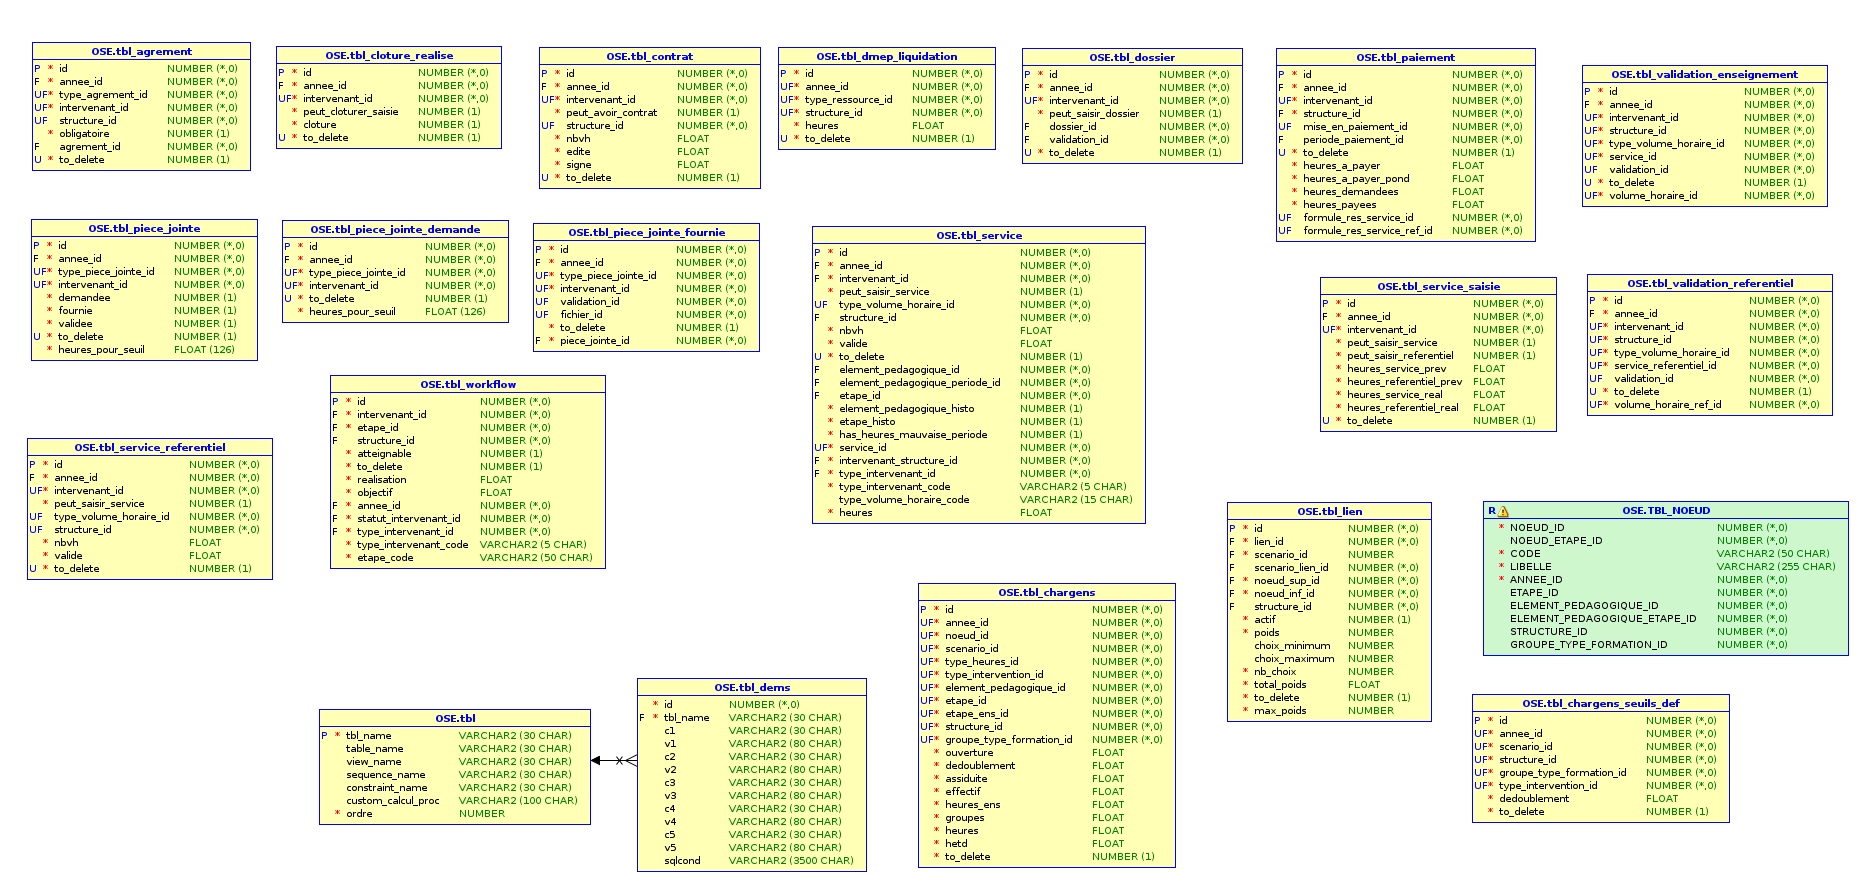 OSE.tbl_agrement
P * id NUMBER (*,0)
F * annee_id NUMBER (*,0)
UF* type_agrement_id NUMBER (*,0)
UF* intervenant_id NUMBER (*,0)
UF structure_id NUMBER (*,0)
* obligatoire NUMBER (1)
F agrement_id NUMBER (*,0)
U * to_delete NUMBER (1)
OSE.tbl_cloture_realise
P * id NUMBER (*,0)
F * annee_id NUMBER (*,0)
UF* intervenant_id NUMBER (*,0)
* peut_cloturer_saisie NUMBER (1)
* cloture NUMBER (1)
U * to_delete NUMBER (1)
OSE.tbl_contrat
P * id NUMBER (*,0)
F * annee_id NUMBER (*,0)
UF* intervenant_id NUMBER (*,0)
* peut_avoir_contrat NUMBER (1)
UF structure_id NUMBER (*,0)
* nbvh FLOAT
* edite FLOAT
* signe FLOAT
U * to_delete NUMBER (1)
OSE.tbl_dmep_liquidation
P * id NUMBER (*,0)
UF* annee_id NUMBER (*,0)
UF* type_ressource_id NUMBER (*,0)
UF* structure_id NUMBER (*,0)
* heures FLOAT
U * to_delete NUMBER (1)
OSE.tbl_dossier
P * id NUMBER (*,0)
F * annee_id NUMBER (*,0)
UF* intervenant_id NUMBER (*,0)
* peut_saisir_dossier NUMBER (1)
F dossier_id NUMBER (*,0)
F validation_id NUMBER (*,0)
U * to_delete NUMBER (1)
OSE.tbl_paiement
P * id NUMBER (*,0)
F * annee_id NUMBER (*,0)
UF* intervenant_id NUMBER (*,0)
F * structure_id NUMBER (*,0)
UF mise_en_paiement_id NUMBER (*,0)
F periode_paiement_id NUMBER (*,0)
U * to_delete NUMBER (1)
* heures_a_payer FLOAT
* heures_a_payer_pond FLOAT
* heures_demandees FLOAT
* heures_payees FLOAT
UF formule_res_service_id NUMBER (*,0)
UF formule_res_service_ref_id NUMBER (*,0)
OSE.tbl_validation_enseignement
P * id NUMBER (*,0)
F * annee_id NUMBER (*,0)
UF* intervenant_id NUMBER (*,0)
UF* structure_id NUMBER (*,0)
UF* type_volume_horaire_id NUMBER (*,0)
UF* service_id NUMBER (*,0)
UF validation_id NUMBER (*,0)
U * to_delete NUMBER (1)
UF* volume_horaire_id NUMBER (*,0)
OSE.tbl_piece_jointe
P * id NUMBER (*,0)
F * annee_id NUMBER (*,0)
UF* type_piece_jointe_id NUMBER (*,0)
UF* intervenant_id NUMBER (*,0)
* demandee NUMBER (1)
* fournie NUMBER (1)
* validee NUMBER (1)
U * to_delete NUMBER (1)
* heures_pour_seuil FLOAT (126)
OSE.tbl_piece_jointe_demande
P * id NUMBER (*,0)
F * annee_id NUMBER (*,0)
UF* type_piece_jointe_id NUMBER (*,0)
UF* intervenant_id NUMBER (*,0)
U * to_delete NUMBER (1)
* heures_pour_seuil FLOAT (126)
OSE.tbl_piece_jointe_fournie
P * id NUMBER (*,0)
F * annee_id NUMBER (*,0)
UF* type_piece_jointe_id NUMBER (*,0)
UF* intervenant_id NUMBER (*,0)
UF validation_id NUMBER (*,0)
UF fichier_id NUMBER (*,0)
* to_delete NUMBER (1)
F * piece_jointe_id NUMBER (*,0)
OSE.tbl_service
P * id NUMBER (*,0)
F * annee_id NUMBER (*,0)
F * intervenant_id NUMBER (*,0)
* peut_saisir_service NUMBER (1)
UF type_volume_horaire_id NUMBER (*,0)
F structure_id NUMBER (*,0)
* nbvh FLOAT
* valide FLOAT
U * to_delete NUMBER (1)
F element_pedagogique_id NUMBER (*,0)
F element_pedagogique_periode_id NUMBER (*,0)
F etape_id NUMBER (*,0)
* element_pedagogique_histo NUMBER (1)
* etape_histo NUMBER (1)
* has_heures_mauvaise_periode NUMBER (1)
UF* service_id NUMBER (*,0)
F * intervenant_structure_id NUMBER (*,0)
F * type_intervenant_id NUMBER (*,0)
* type_intervenant_code VARCHAR2 (5 CHAR)
type_volume_horaire_code VARCHAR2 (15 CHAR)
* heures FLOAT
OSE.tbl_service_saisie
P * id NUMBER (*,0)
F * annee_id NUMBER (*,0)
UF* intervenant_id NUMBER (*,0)
* peut_saisir_service NUMBER (1)
* peut_saisir_referentiel NUMBER (1)
* heures_service_prev FLOAT
* heures_referentiel_prev FLOAT
* heures_service_real FLOAT
* heures_referentiel_real FLOAT
U * to_delete NUMBER (1)
OSE.tbl_validation_referentiel
P * id NUMBER (*,0)
F * annee_id NUMBER (*,0)
UF* intervenant_id NUMBER (*,0)
UF* structure_id NUMBER (*,0)
UF* type_volume_horaire_id NUMBER (*,0)
UF* service_referentiel_id NUMBER (*,0)
UF validation_id NUMBER (*,0)
U * to_delete NUMBER (1)
UF* volume_horaire_ref_id NUMBER (*,0)
OSE.tbl_workflow
P * id NUMBER (*,0)
F * intervenant_id NUMBER (*,0)
F * etape_id NUMBER (*,0)
F structure_id NUMBER (*,0)
* atteignable NUMBER (1)
* to_delete NUMBER (1)
* realisation FLOAT
* objectif FLOAT
F * annee_id NUMBER (*,0)
F * statut_intervenant_id NUMBER (*,0)
F * type_intervenant_id NUMBER (*,0)
* type_intervenant_code VARCHAR2 (5 CHAR)
* etape_code VARCHAR2 (50 CHAR)
OSE.tbl_service_referentiel
P * id NUMBER (*,0)
F * annee_id NUMBER (*,0)
UF* intervenant_id NUMBER (*,0)
* peut_saisir_service NUMBER (1)
UF type_volume_horaire_id NUMBER (*,0)
UF structure_id NUMBER (*,0)
* nbvh FLOAT
* valide FLOAT
U * to_delete NUMBER (1)
OSE.tbl_lien
P * id NUMBER (*,0)
F * lien_id NUMBER (*,0)
F * scenario_id NUMBER
F scenario_lien_id NUMBER (*,0)
F * noeud_sup_id NUMBER (*,0)
F * noeud_inf_id NUMBER (*,0)
F structure_id NUMBER (*,0)
* actif NUMBER (1)
* poids NUMBER
choix_minimum NUMBER
choix_maximum NUMBER
* nb_choix NUMBER
* total_poids FLOAT
* to_delete NUMBER (1)
* max_poids NUMBER
R OSE.TBL_NOEUD
* NOEUD_ID NUMBER (*,0)
NOEUD_ETAPE_ID NUMBER (*,0)
* CODE VARCHAR2 (50 CHAR)
* LIBELLE VARCHAR2 (255 CHAR)
* ANNEE_ID NUMBER (*,0)
ETAPE_ID NUMBER (*,0)
ELEMENT_PEDAGOGIQUE_ID NUMBER (*,0)
ELEMENT_PEDAGOGIQUE_ETAPE_ID NUMBER (*,0)
STRUCTURE_ID NUMBER (*,0)
GROUPE_TYPE_FORMATION_ID NUMBER (*,0)
OSE.tbl_chargens
P * id NUMBER (*,0)
UF* annee_id NUMBER (*,0)
UF* noeud_id NUMBER (*,0)
UF* scenario_id NUMBER (*,0)
UF* type_heures_id NUMBER (*,0)
UF* type_intervention_id NUMBER (*,0)
UF* element_pedagogique_id NUMBER (*,0)
UF* etape_id NUMBER (*,0)
UF* etape_ens_id NUMBER (*,0)
UF* structure_id NUMBER (*,0)
UF* groupe_type_formation_id NUMBER (*,0)
* ouverture FLOAT
* dedoublement FLOAT
* assiduite FLOAT
* effectif FLOAT
* heures_ens FLOAT
* groupes FLOAT
* heures FLOAT
* hetd FLOAT
* to_delete NUMBER (1)
OSE.tbl_chargens_seuils_def
P * id NUMBER (*,0)
UF* annee_id NUMBER (*,0)
UF* scenario_id NUMBER (*,0)
UF* structure_id NUMBER (*,0)
UF* groupe_type_formation_id NUMBER (*,0)
UF* type_intervention_id NUMBER (*,0)
* dedoublement FLOAT
* to_delete NUMBER (1)
OSE.tbl
P * tbl_name VARCHAR2 (30 CHAR)
table_name VARCHAR2 (30 CHAR)
view_name VARCHAR2 (30 CHAR)
sequence_name VARCHAR2 (30 CHAR)
constraint_name VARCHAR2 (30 CHAR)
custom_calcul_proc VARCHAR2 (100 CHAR)
* ordre NUMBER
OSE.tbl_dems
* id NUMBER (*,0)
F * tbl_name VARCHAR2 (30 CHAR)
c1 VARCHAR2 (30 CHAR)
v1 VARCHAR2 (80 CHAR)
c2 VARCHAR2 (30 CHAR)
v2 VARCHAR2 (80 CHAR)
c3 VARCHAR2 (30 CHAR)
v3 VARCHAR2 (80 CHAR)
c4 VARCHAR2 (30 CHAR)
v4 VARCHAR2 (80 CHAR)
c5 VARCHAR2 (30 CHAR)
v5 VARCHAR2 (80 CHAR)
sqlcond VARCHAR2 (3500 CHAR)